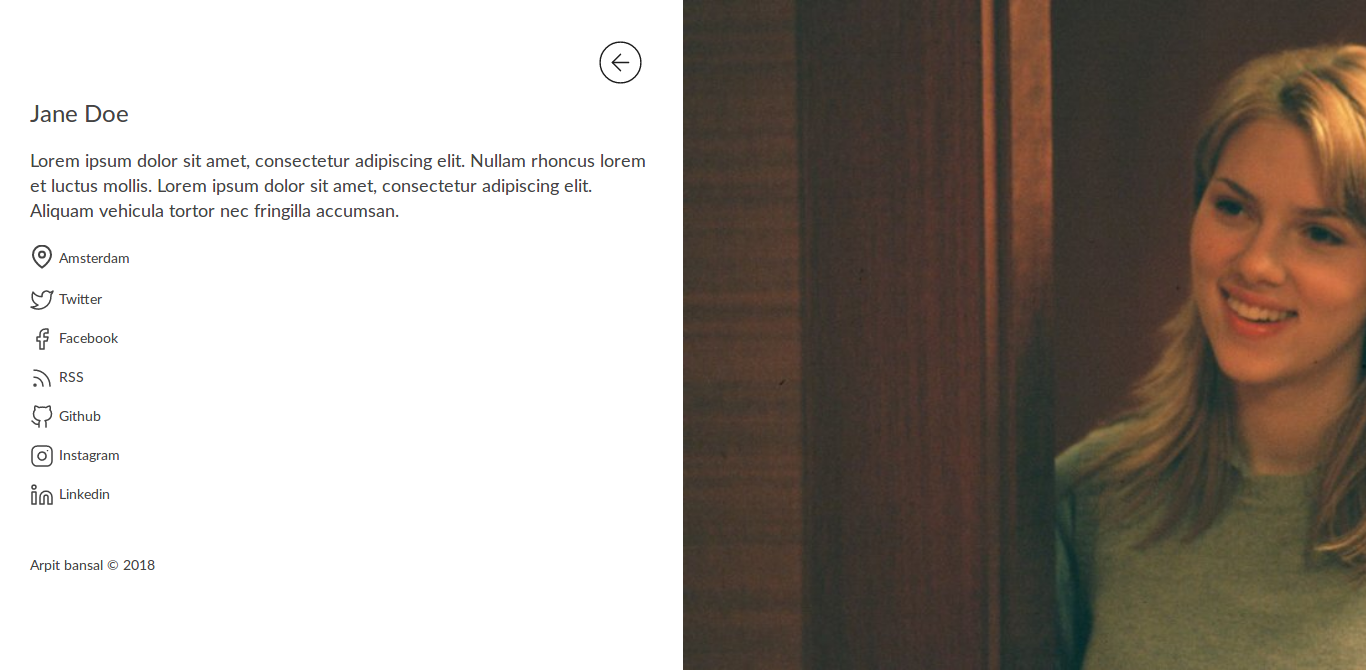 Jane Doe
Lorem ipsum dolor sit amet, consectetur adipiscing elit. Nullam rhoncus lorem
et luctus mollis. Lorem ipsum dolor sit amet, consectetur adipiscing elit.
Aliquam vehicula tortor nec fringilla accumsan.
Amsterdam
Twitter
Facebook
RSS
Github
Instagram
Linkedin
Arpit bansal © 2018